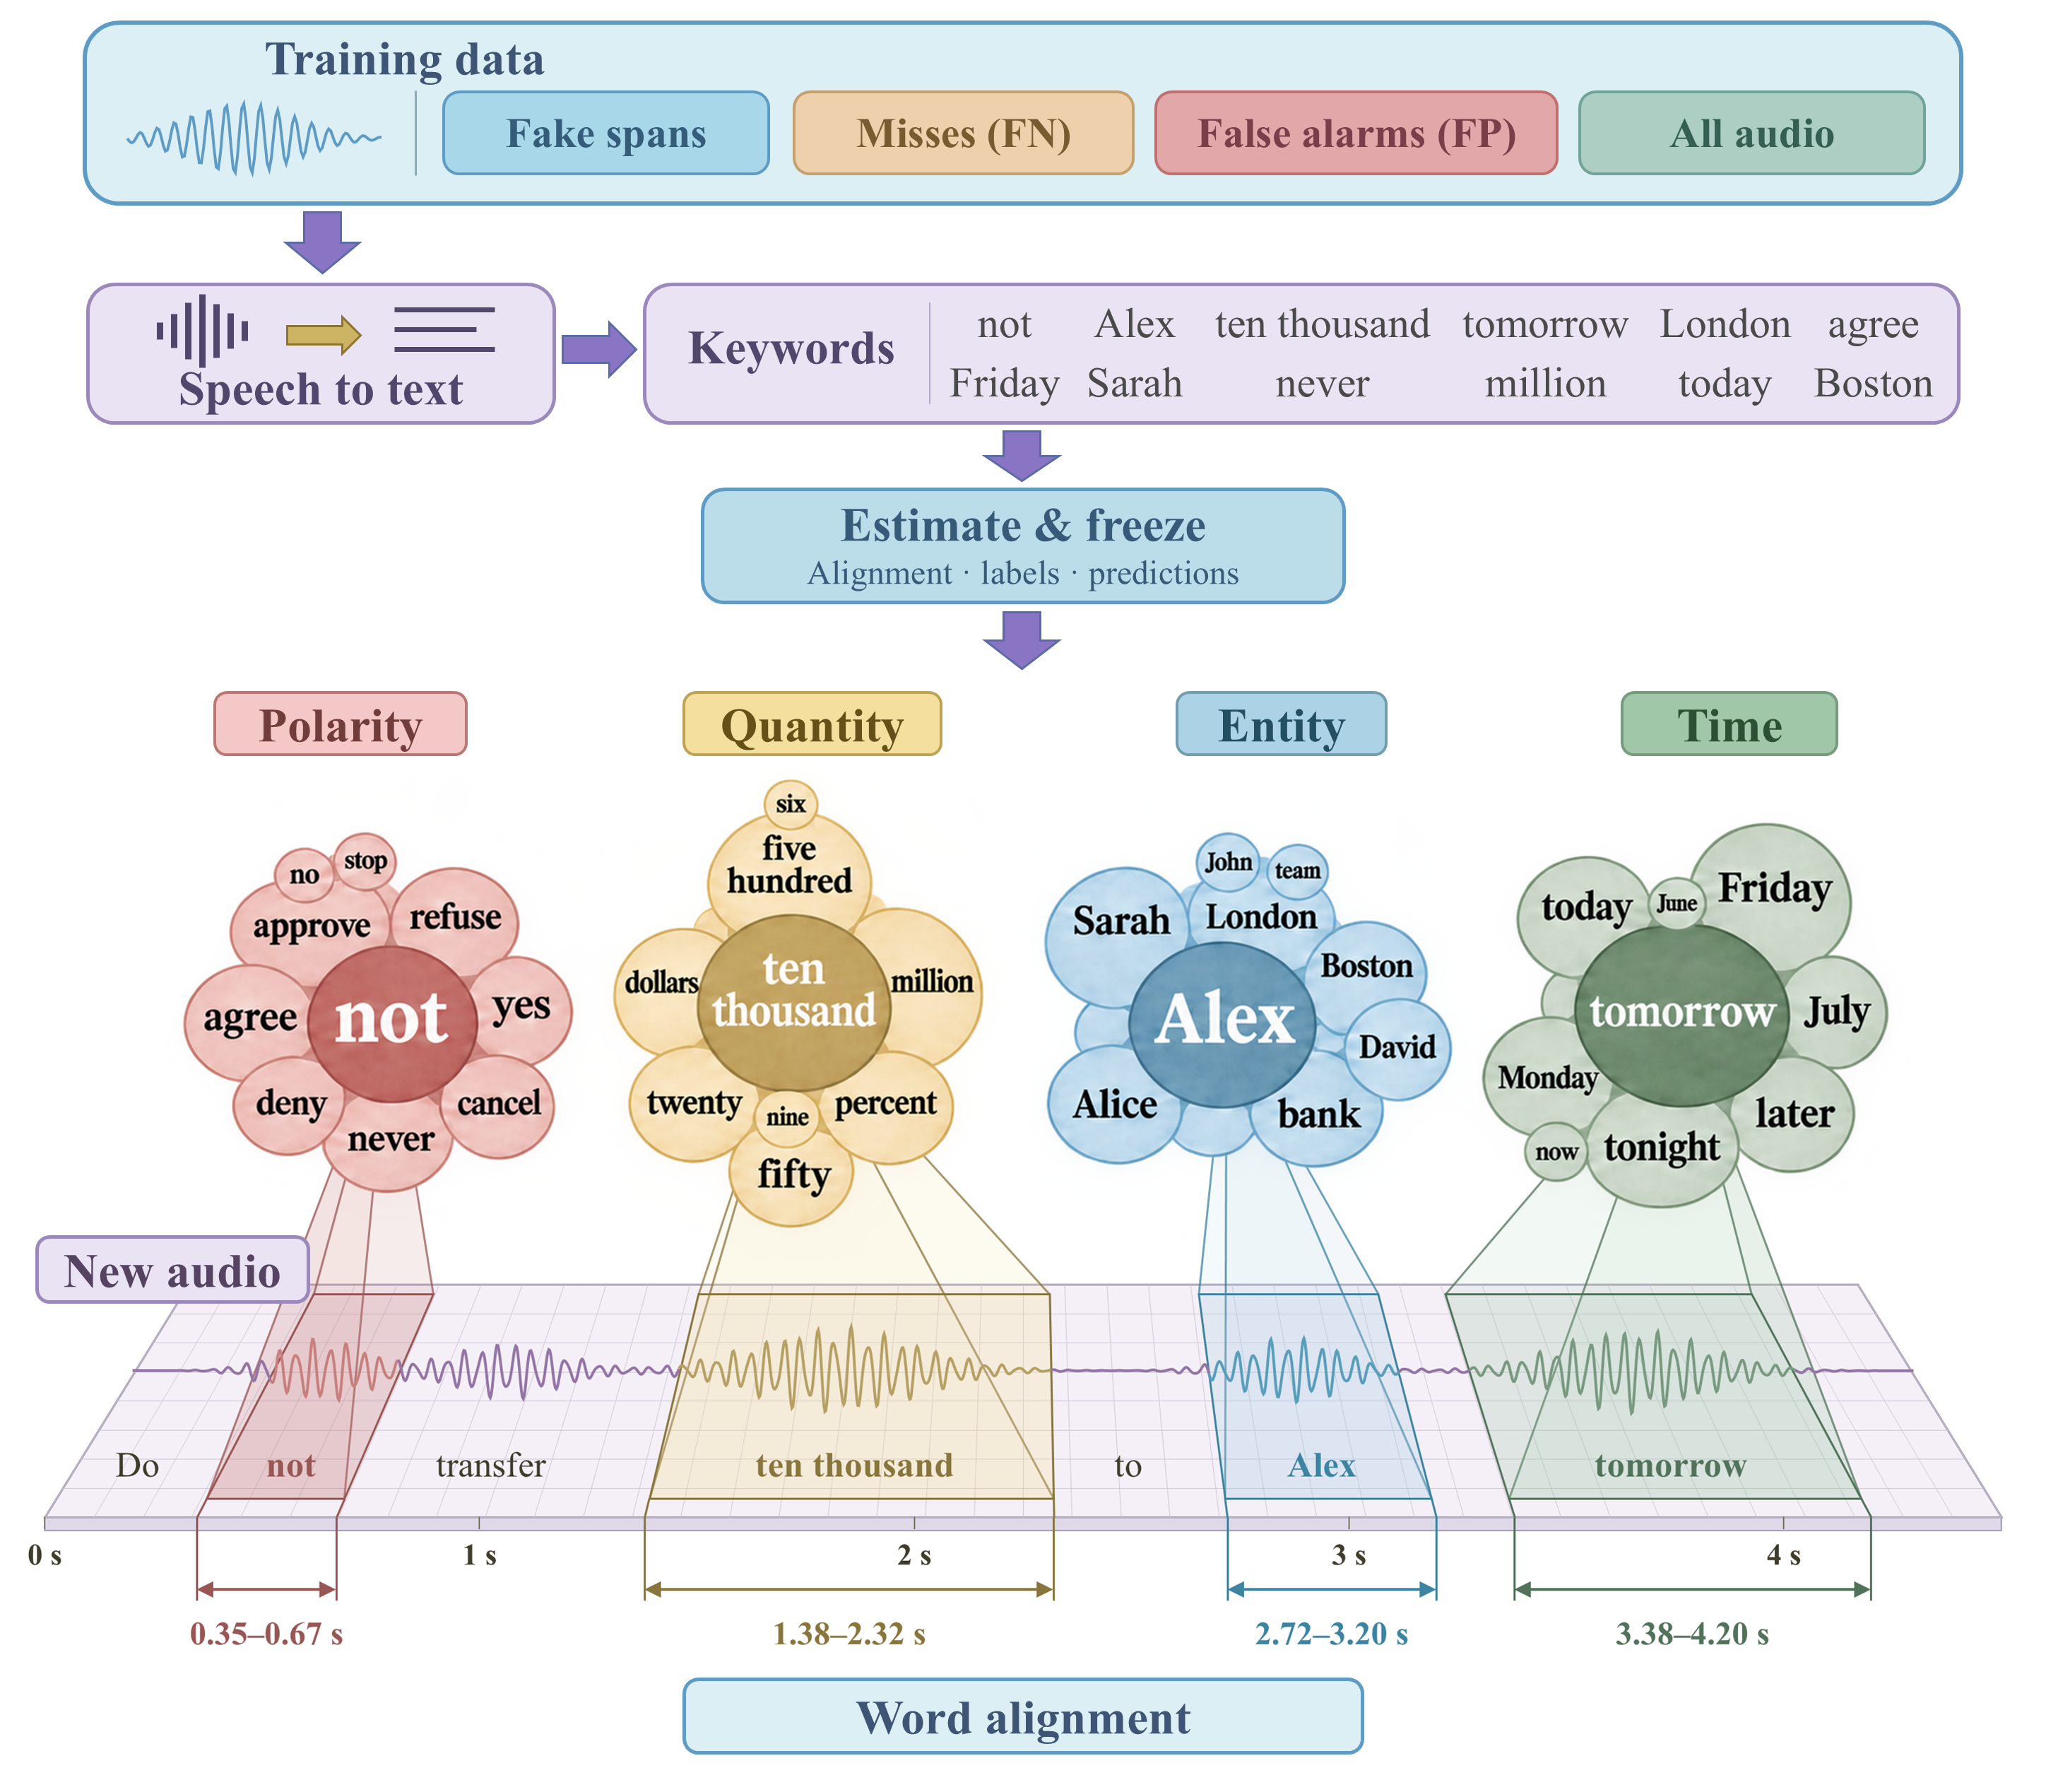 Training data
Fake spans
Misses (FN)
False alarms (FP)
All audio
Speech to text
Keywords
not Alex ten thousand tomorrow London agree
Friday Sarah never million today Boston
Estimate & freeze
Alignment · labels · predictions
Polarity
Quantity
Entity
Time
no
stop
approve
refuse
agree
not
yes
deny
cancel
never
six
five
hundred
dollars
ten
thousand
million
twenty
nine
percent
fifty
John
team
Sarah
London
Boston
Alex
David
Alice
bank
today
June
Friday
tomorrow
July
Monday
later
now
tonight
New audio
Do not transfer ten thousand to Alex tomorrow
0 s 1 s 2 s 3 s 4 s
0.35–0.67 s 1.38–2.32 s 2.72–3.20 s 3.38–4.20 s
Word alignment